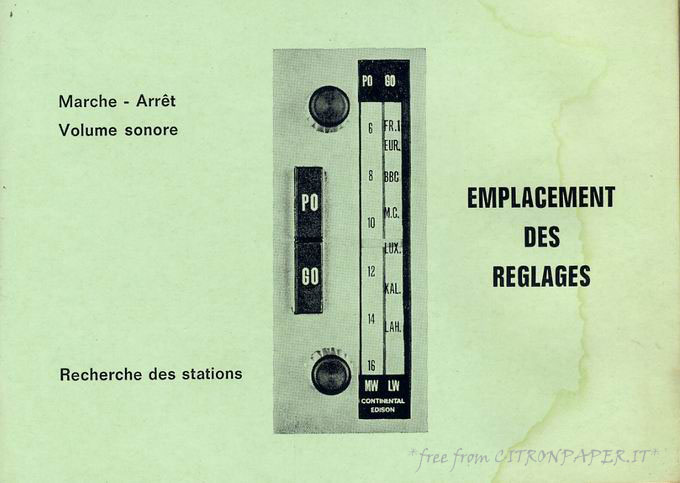 Marche - Arrêt
Volume sonore
PO GO
6 FR.I
EUR.
8 BBC
M.C.
10
LUX.
12
KAL.
14 LAH.
16
MW LW
CONTINENTAL
EDISON
PO
GO
EMPLACEMENT
DES
REGLAGES
Recherche des stations
*free from CITRONPAPER.IT*